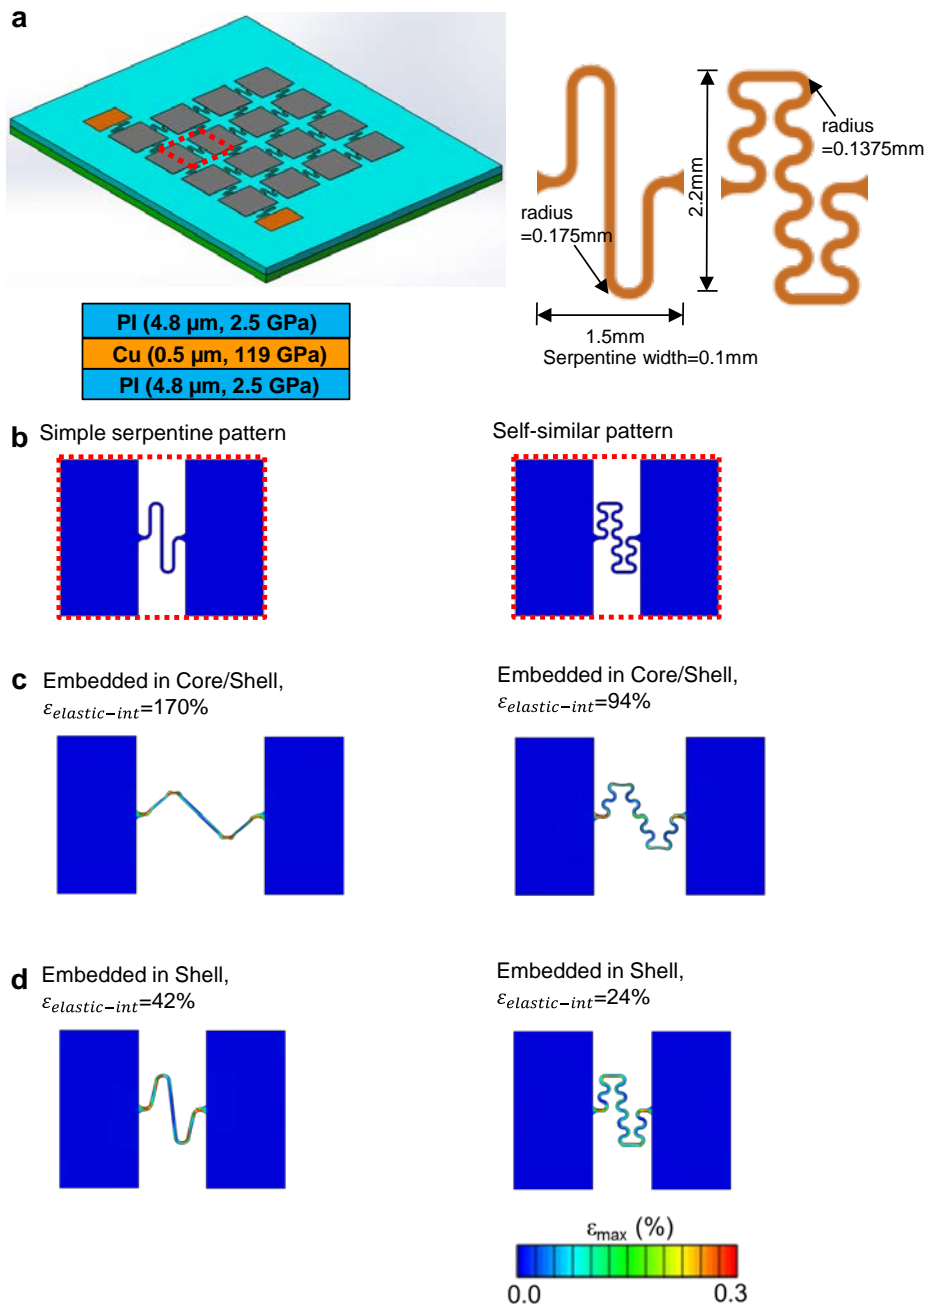 a
radius
=0.1375mm
radius
=0.175mm
2.2mm
1.5mm
Serpentine width=0.1mm
PI (4.8 µm, 2.5 GPa)
Cu (0.5 µm, 119 GPa)
PI (4.8 µm, 2.5 GPa)
b Simple serpentine pattern
Self-similar pattern
c Embedded in Core/Shell,
εelastic−int=170%
Embedded in Core/Shell,
εelastic−int=94%
d Embedded in Shell,
εelastic−int=42%
Embedded in Shell,
εelastic−int=24%
εmax (%)
0.0 0.3